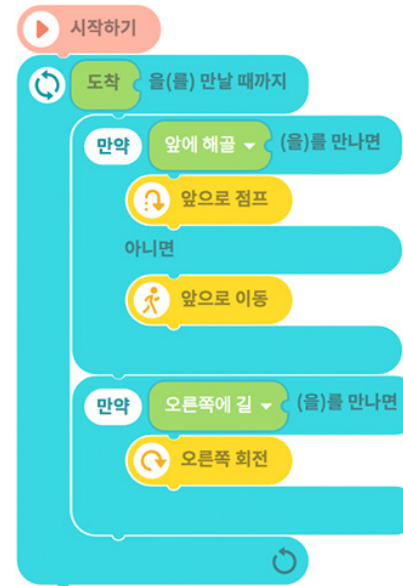 시작하기
도착 을(를) 만날 때까지
만약 앞에 해골 (을)를 만나면
앞으로 점프
아니면
앞으로 이동
만약 오른쪽에 길 (을)를 만나면
오른쪽 회전